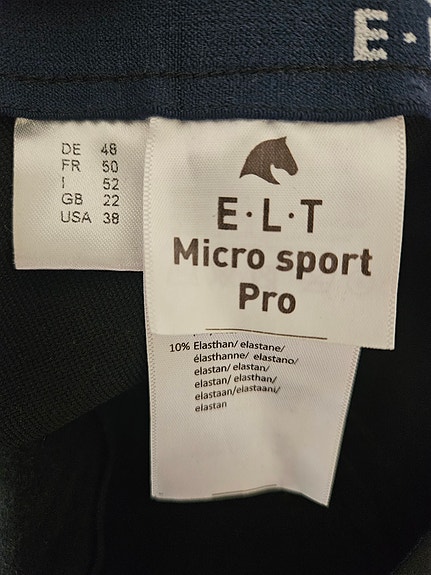 E·
DE 48
FR 50
I 52
GB 22
USA 38
E·L·T
Micro sport
Pro
10% Elasthan/ elastane/
élasthanne/ elastano/
elastan/ elastan/
elastan/ elasthan/
elastaan/elastaani/
elastan